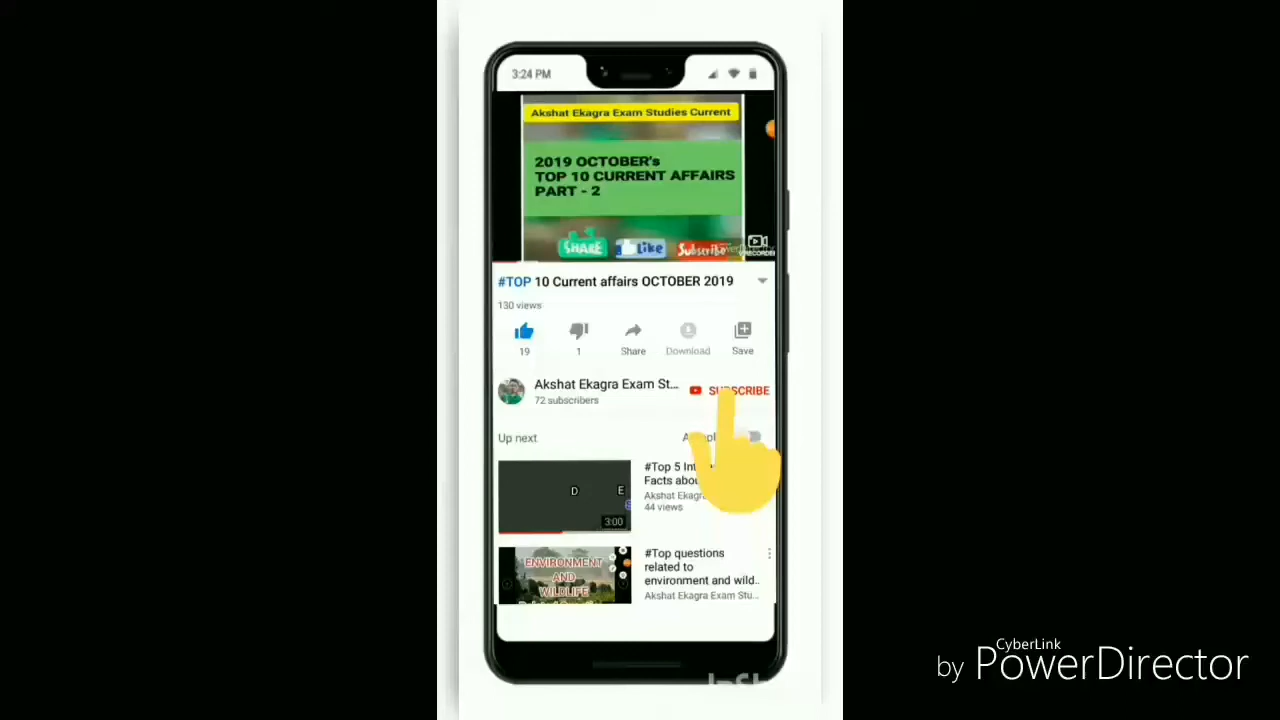 3:24 PM
Akshat Ekagra Exam Studies Current
2019 OCTOBER's
TOP 10 CURRENT AFFAIRS
PART - 2
SHARE
Like
Subscribe
#TOP 10 Current affairs OCTOBER 2019
130 views
19
1
Share
Download
Save
Akshat Ekagra Exam St...
SUBSCRIBE
72 subscribers
Up next
D E
3:00
#Top 5
Facts
Akshat
44 views
ENVIRONMENT
AND
WILDLIFE
#Top questions
related to
environment and wild..
Akshat Ekagra Exam Stu...
CyberLink
by PowerDirector